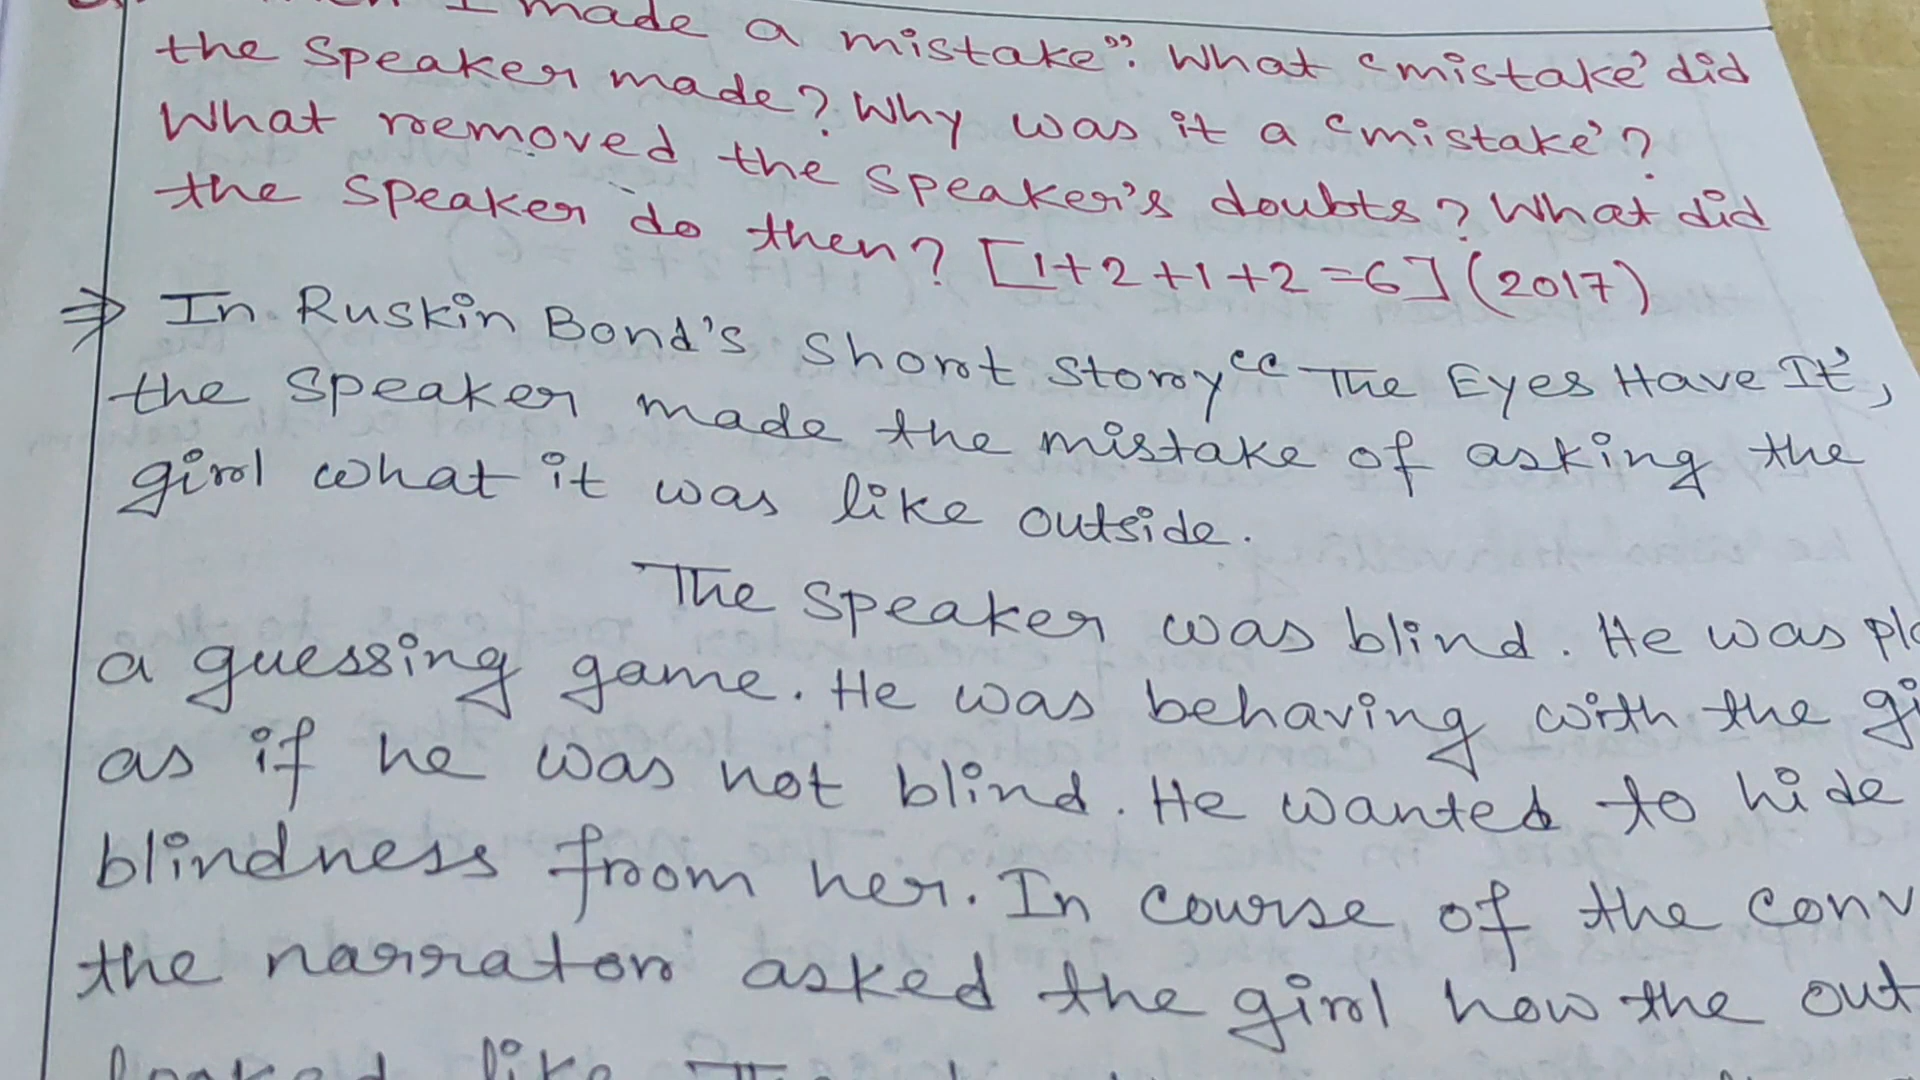 I made a mistake”. What ‘mistake’ did
the speaker made? Why was it a ‘mistake’?
What removed the speaker's doubts? What did
the speaker do then? [1+2+1+2=6] (2017)
⇒ In Ruskin Bond's short story “The Eyes Have It’,
the speaker made the mistake of asking the
girl what it was like outside.
The speaker was blind. He was
a guessing game. He was behaving with the
as if he was not blind. He wanted to hide
blindness from her. In course of the
the narrator asked the girl how the out
looked like